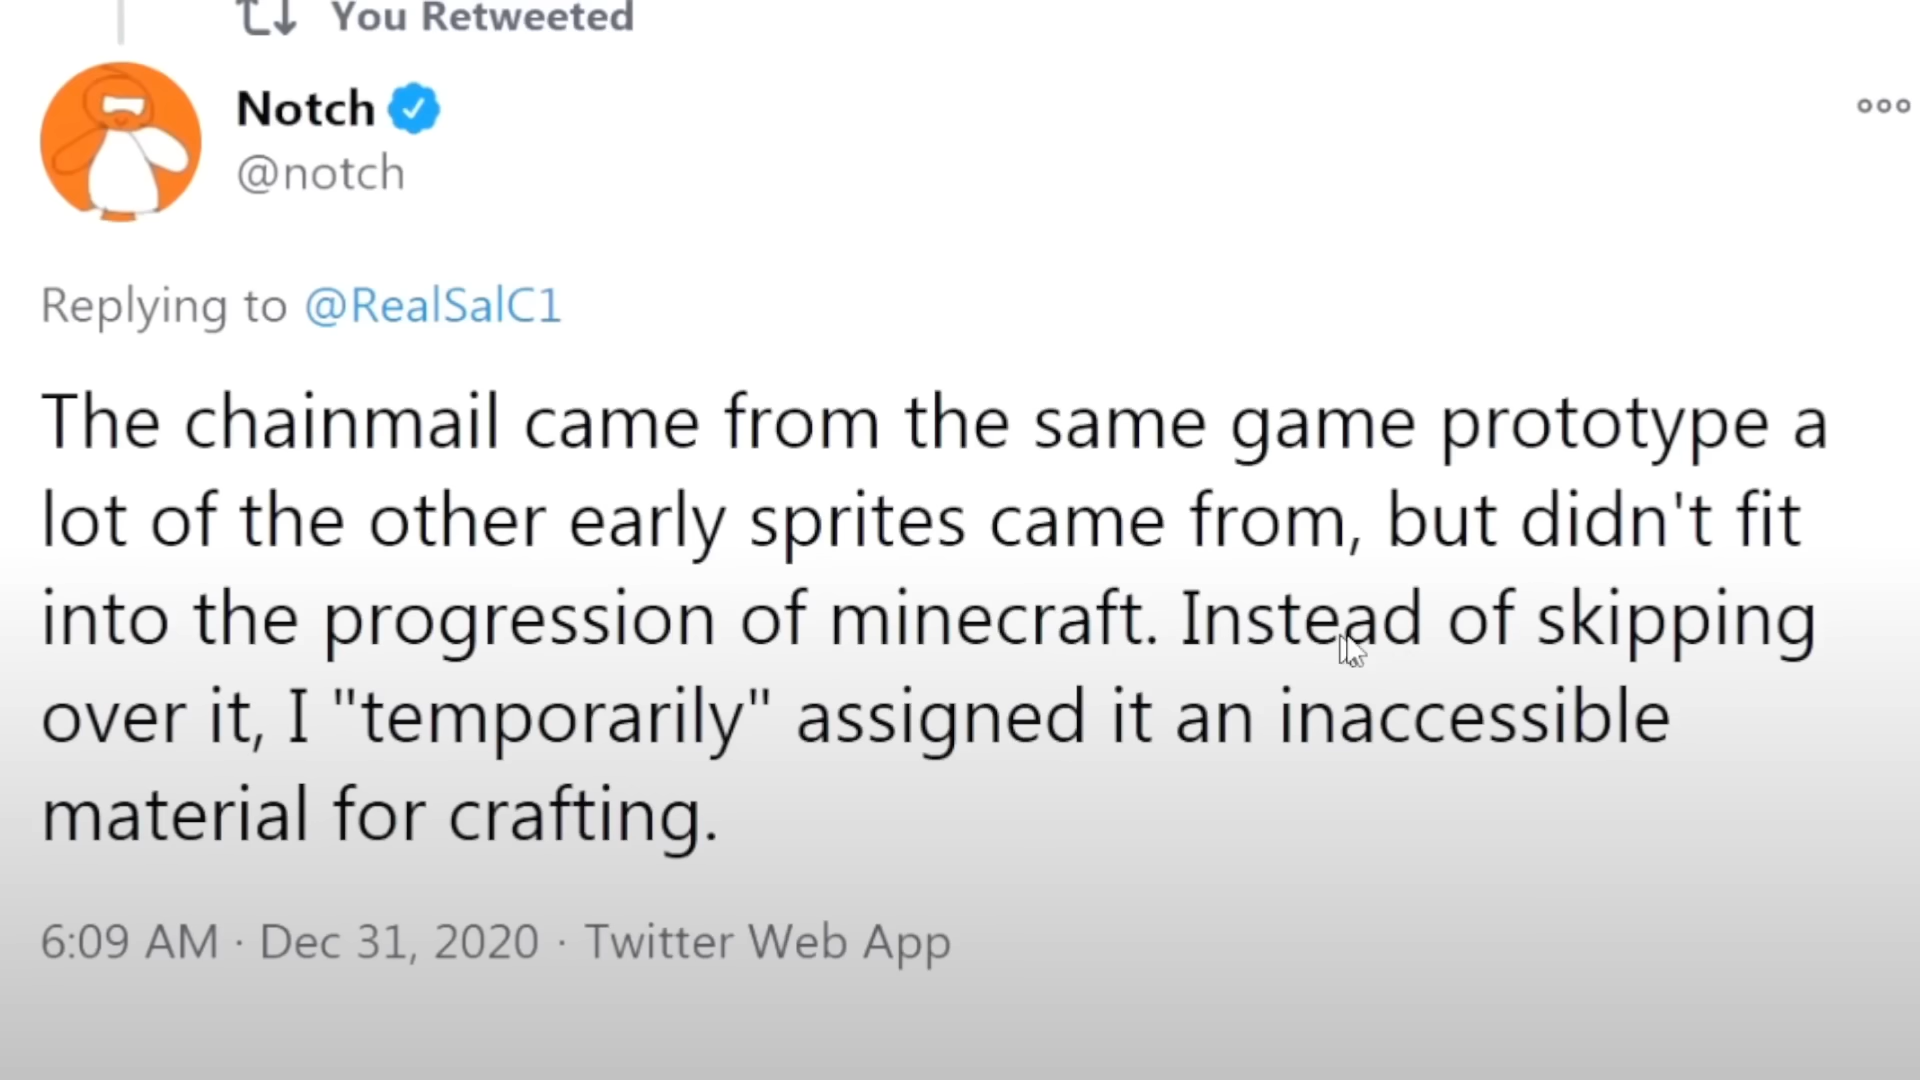 You Retweeted
Notch
@notch
Replying to @RealSalC1
The chainmail came from the same game prototype a
lot of the other early sprites came from, but didn't fit
into the progression of minecraft. Instead of skipping
over it, I "temporarily" assigned it an inaccessible
material for crafting.
6:09 AM · Dec 31, 2020 · Twitter Web App